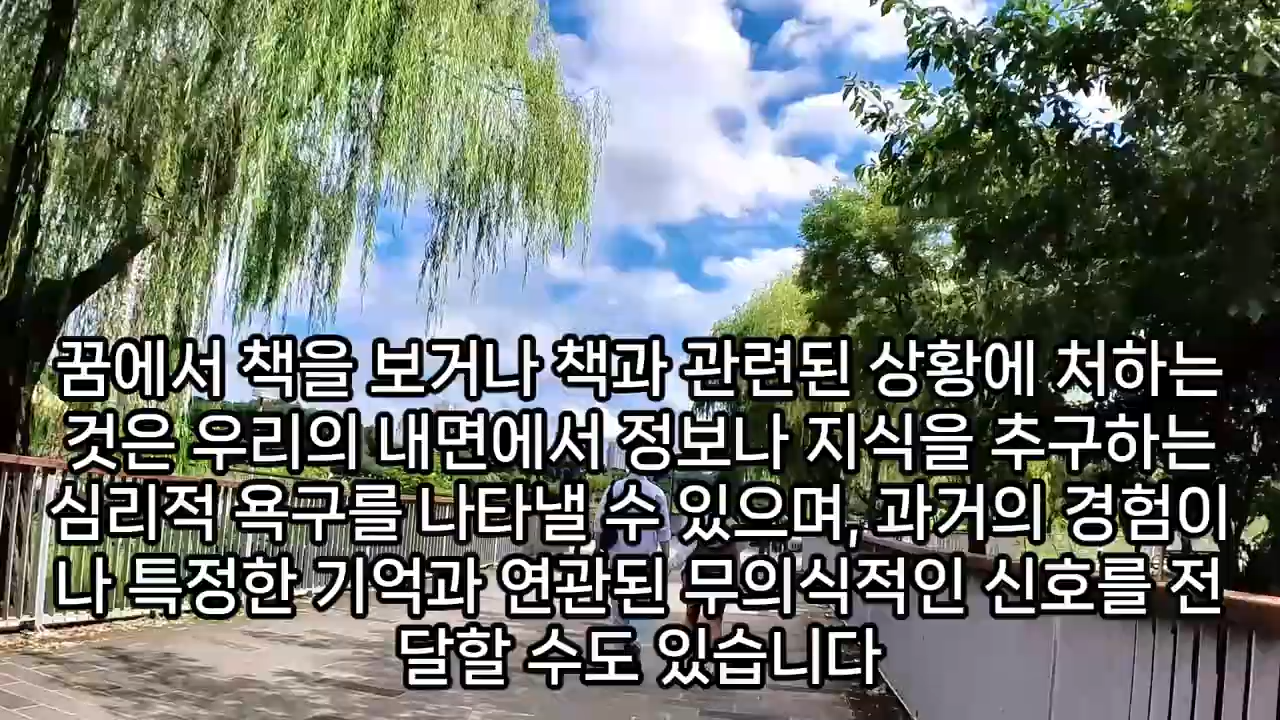 꿈에서 책을 보거나 책과 관련된 상황에 처하는
것은 우리의 내면에서 정보나 지식을 추구하는
심리적 욕구를 나타낼 수 있으며, 과거의 경험이
나 특정한 기억과 연관된 무의식적인 신호를 전
달할 수도 있습니다